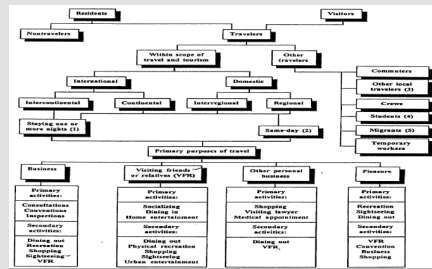 Residents
Visitors
Nontravelers
Travelers
Within scope of
travel and tourism
Other
travelers
International
Domestic
Commuters
Other local
travelers (3)
Crews
Students (4)
Migrants (5)
Temporary
workers
Intercontinental
Continental
Interregional
Regional
Staying one or
more nights (1)
Same-day (2)
Primary purposes of travel
Business
Visiting friends
or relatives (VFR)
Other personal
business
Pleasure
Primary
activities:
Consultations
Conventions
Inspections
Secondary
activities:
Dining out
Recreation
Shopping
Sightseeing
VFR
Primary
activities:
Socializing
Dining in
Home entertainment
Secondary
activities:
Dining out
Physical recreation
Shopping
Sightseeing
Urban entertainment
Primary
activities:
Shopping
Visiting lawyer
Medical appointment
Secondary
activities:
Dining out
VFR
Primary
activities:
Recreation
Sightseeing
Dining out
Secondary
activities:
VFR
Convention
Business
Shopping